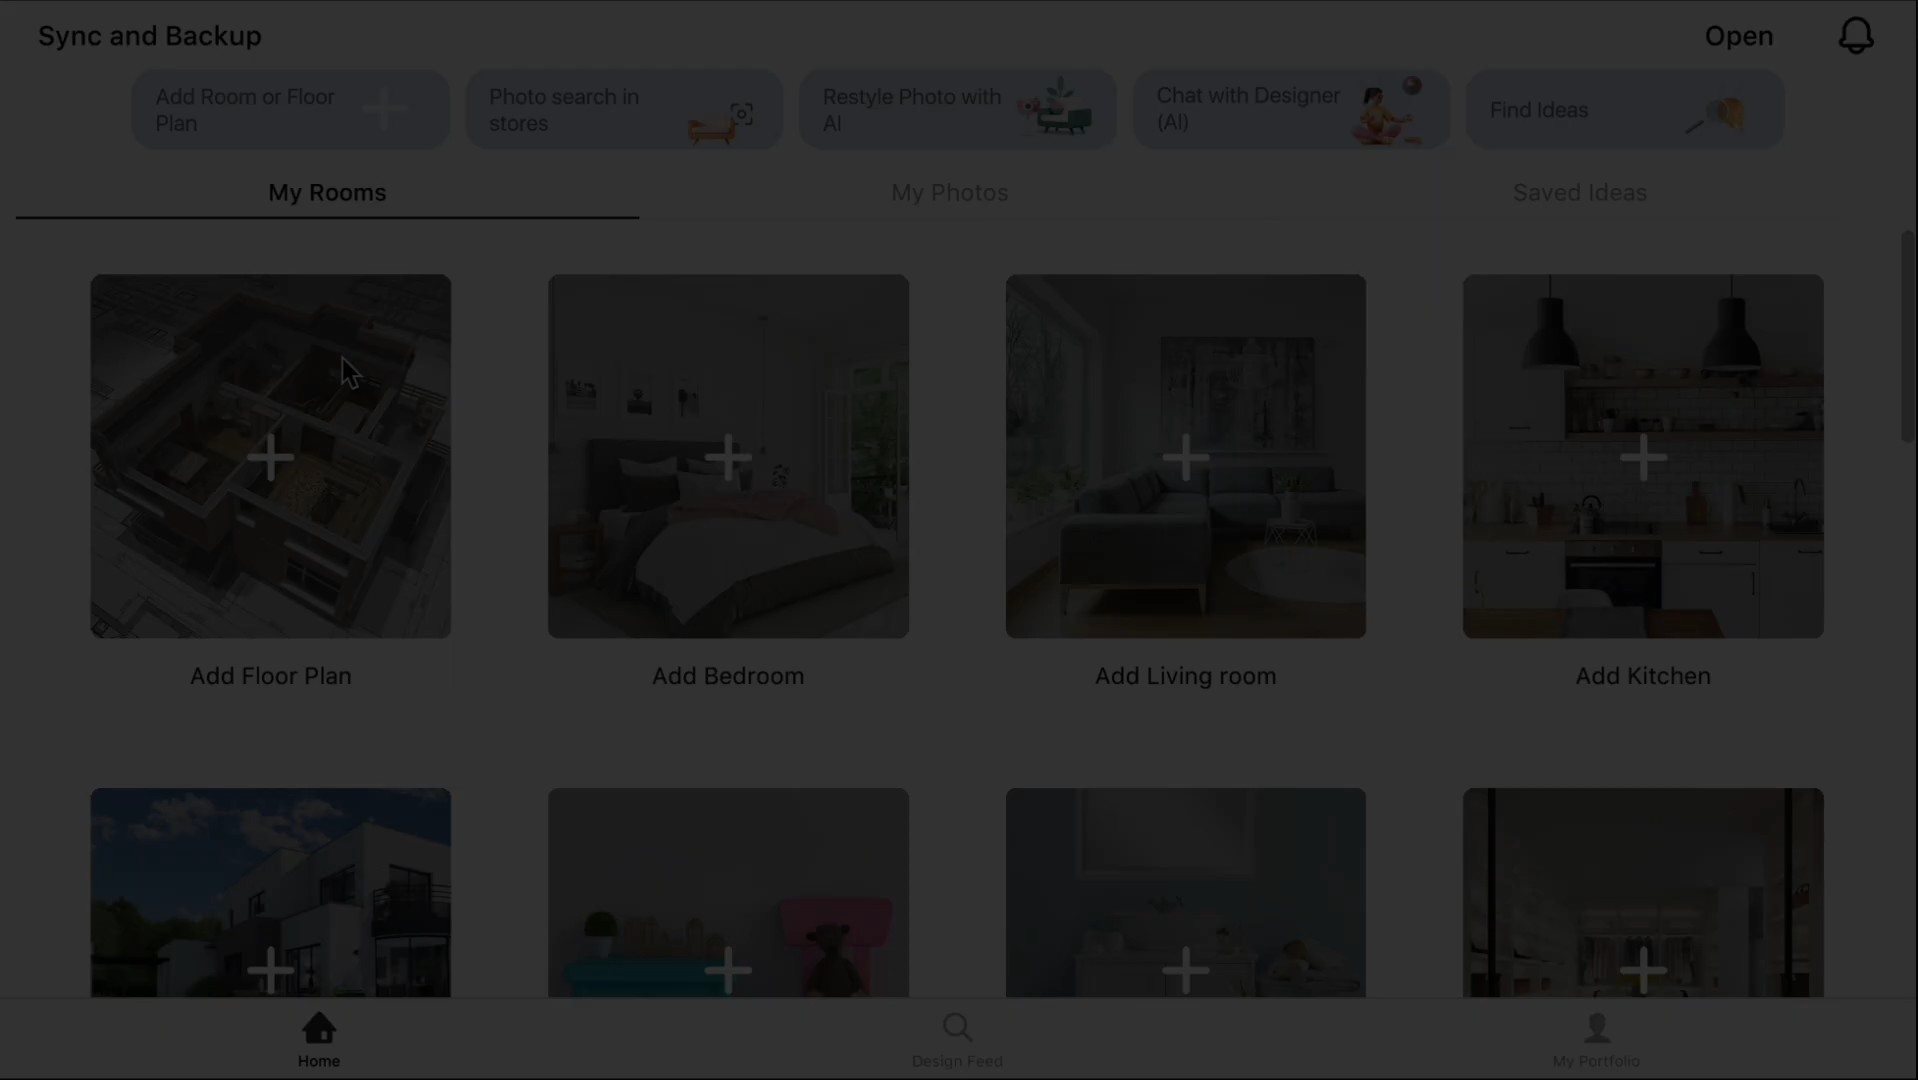 Sync and Backup
Open
Add Room or Floor
Plan
Photo search in
stores
Restyle Photo with
AI
Chat with Designer
(AI)
Find Ideas
My Rooms
My Photos
Saved Ideas
Add Floor Plan
Add Bedroom
Add Living room
Add Kitchen
Home
Design Feed
My Portfolio